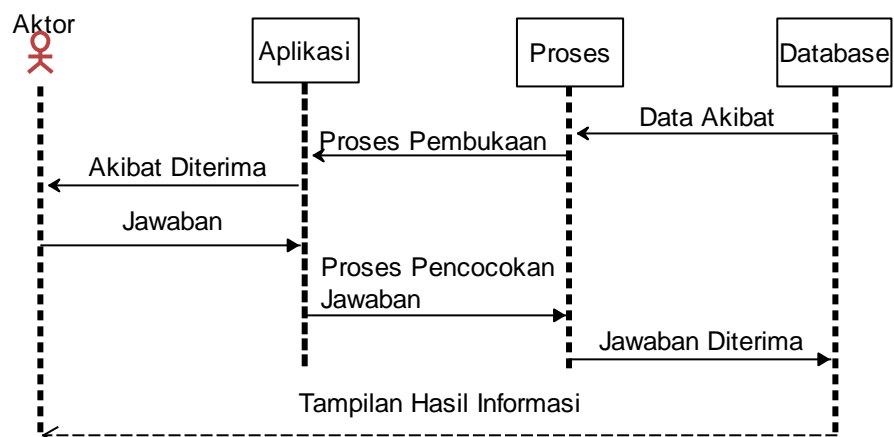 Aktor
Aplikasi
Proses
Database
Data Akibat
Proses Pembukaan
Akibat Diterima
Jawaban
Proses Pencocokan
Jawaban
Jawaban Diterima
Tampilan Hasil Informasi